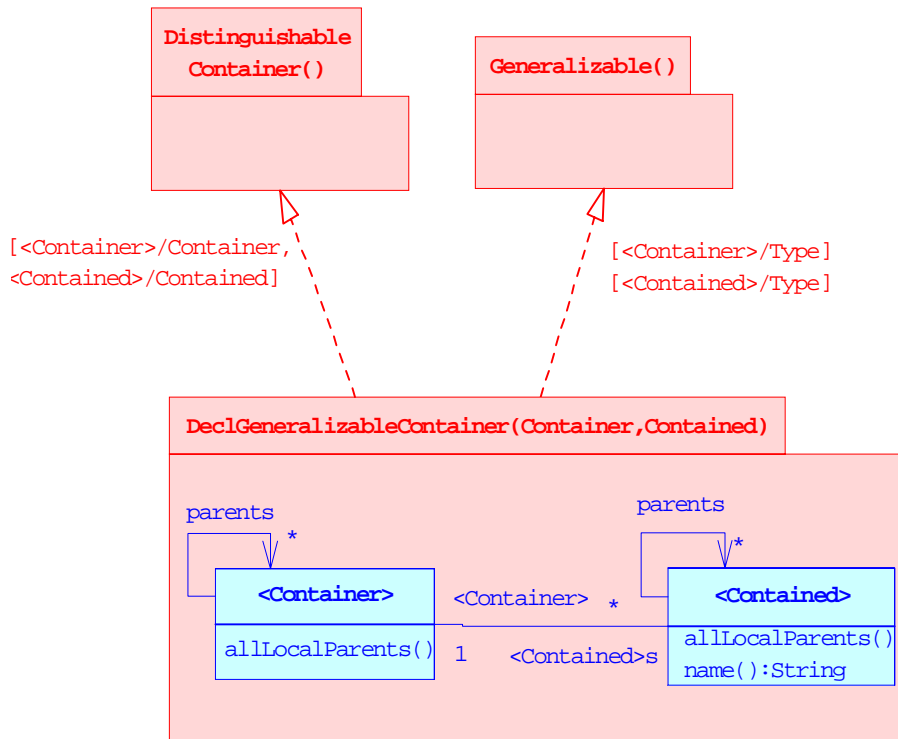 Distinguishable
Container()
Generalizable()
[<Container>/Container,
<Contained>/Contained]
[<Container>/Type]
[<Contained>/Type]
DeclGeneralizableContainer(Container,Contained)
parents
*
parents
*
<Container>
<Container>
*
<Contained>
allLocalParents()
1
<Contained>s
allLocalParents()
name():String